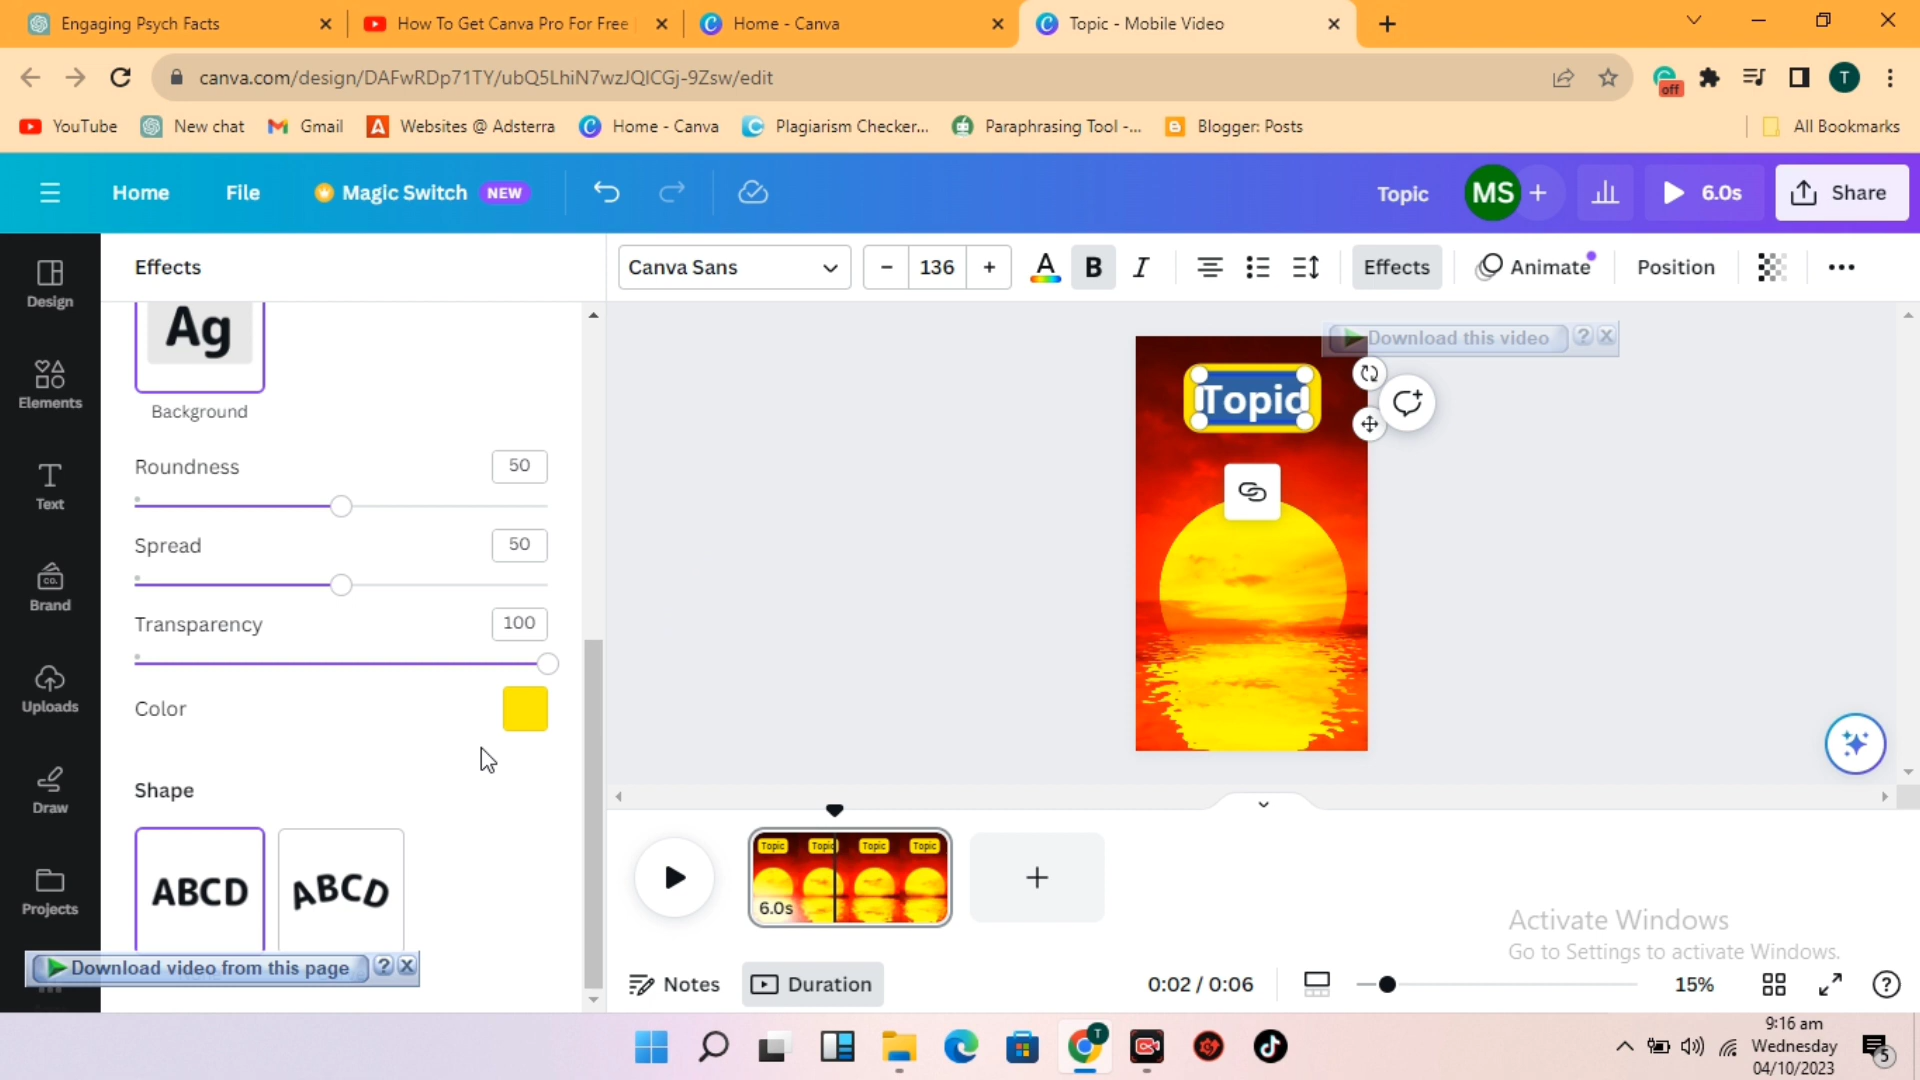 Engaging Psych Facts
How To Get Canva Pro For Free
Home - Canva
Topic - Mobile Video
canva.com/design/DAFwRDp71TY/ubQ5LhiN7wzJQICGj-9Zsw/edit
off
T
YouTube
New chat
Gmail
Websites @ Adsterra
Home - Canva
Plagiarism Checker...
Paraphrasing Tool -...
Blogger: Posts
All Bookmarks
Home
File
Magic Switch NEW
Topic
MS
6.0s
Share
Effects
Canva Sans
136
A
B
I
Effects
Animate
Position
Design
Elements
Text
CO.
Brand
Uploads
Draw
Projects
Ag
Background
Roundness 50
Spread 50
Transparency 100
Color
Shape
ABCD
ABCD
Download video from this page ?
Download this video ?
Topic
Topic Topic Topic Topic
6.0s
Activate Windows
Go to Settings to activate Windows.
Notes
Duration
0:02 / 0:06
15%
?
T
9:16 am
Wednesday
04/10/2023
5